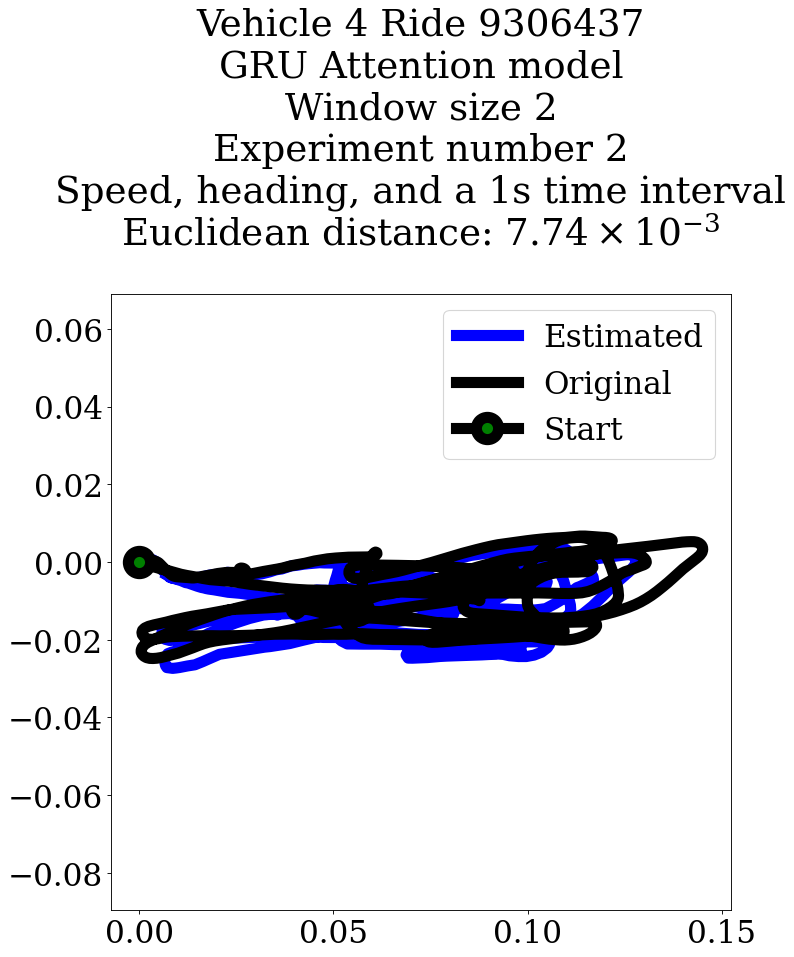 Vehicle 4 Ride 9306437
GRU Attention model
Window size 2
Experiment number 2
Speed, heading, and a 1s time interval
Euclidean distance: 7.74 × 10⁻³
Estimated
Original
Start
0.06
0.04
0.02
0.00
−0.02
−0.04
−0.06
−0.08
0.00 0.05 0.10 0.15